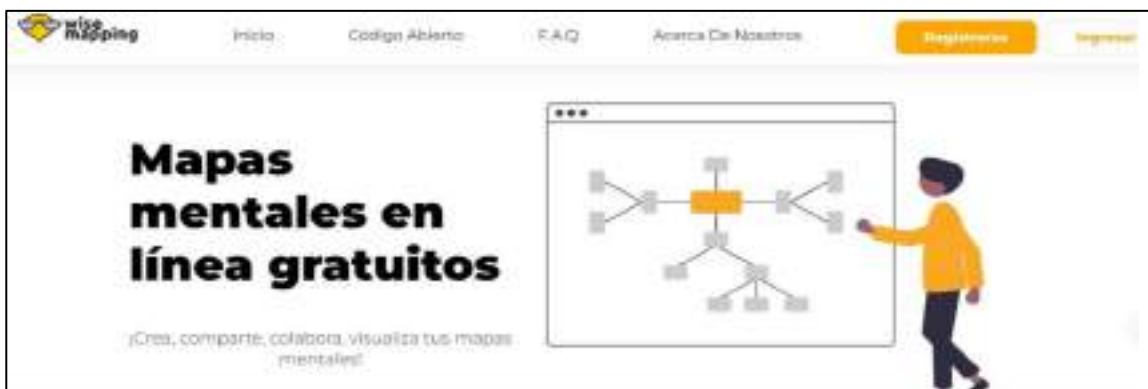 wise
mapping
Inicio
Código Abierto
F.A.Q
Acerca De Nosotros
Registrarse
Ingresar
Mapas
mentales en
línea gratuitos
¡Crea, comparte, colabora, visualiza tus mapas
mentales!